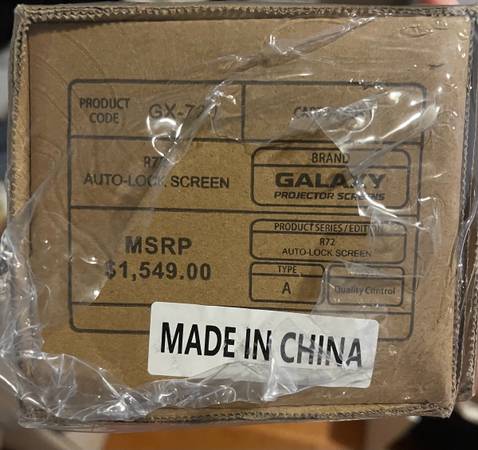 PRODUCT CODE
R72
AUTO-LOCK SCREEN
BRAND
GALAXY
PROJECTOR SCREENS
MSRP
$1,549.00
PRODUCT SERIES / EDITION
R72
AUTO-LOCK SCREEN
TYPE
A
Quality Control
MADE IN CHINA